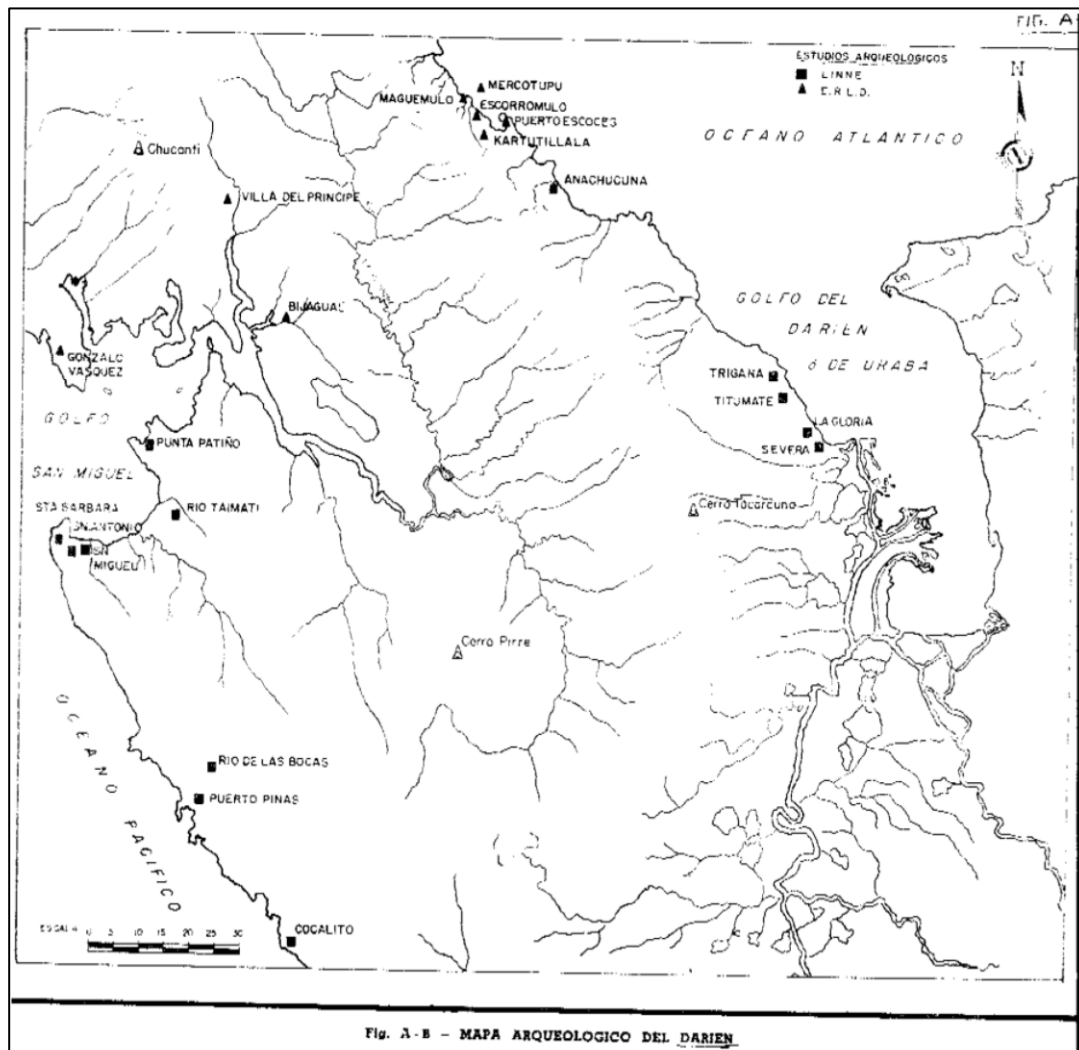 FIG. A
ESTUDIOS ARQUEOLOGICOS
LINNE
E.R.L.D.
N
MERCOTUPU
MAGUEMULO
ESCORROMULO
PUERTO ESCOCES
KARTUTILLALA
OCEANO ATLANTICO
Chucanti
ANACHUCUNA
VILLA DEL PRINCIPE
BIJAGUAL
GOLFO DEL
DARIEN
ó DE URABA
GONZALO
VASQUEZ
TRIGANA
TITUMATE
LA GLORIA
SEVERA
GOLFO
SAN MIGUEL
PUNTA PATIÑO
STA BARBARA
SN ANTONIO
SN
MIGUEL
RIO TAIMATI
Cerro Tacarcuno
Cerro Pirre
OCEANO PACIFICO
RIO DE LAS BOCAS
PUERTO PINAS
COCALITO
ESCALA 0 5 10 15 20 25 30
Fig. A-B - MAPA ARQUEOLOGICO DEL DARIEN